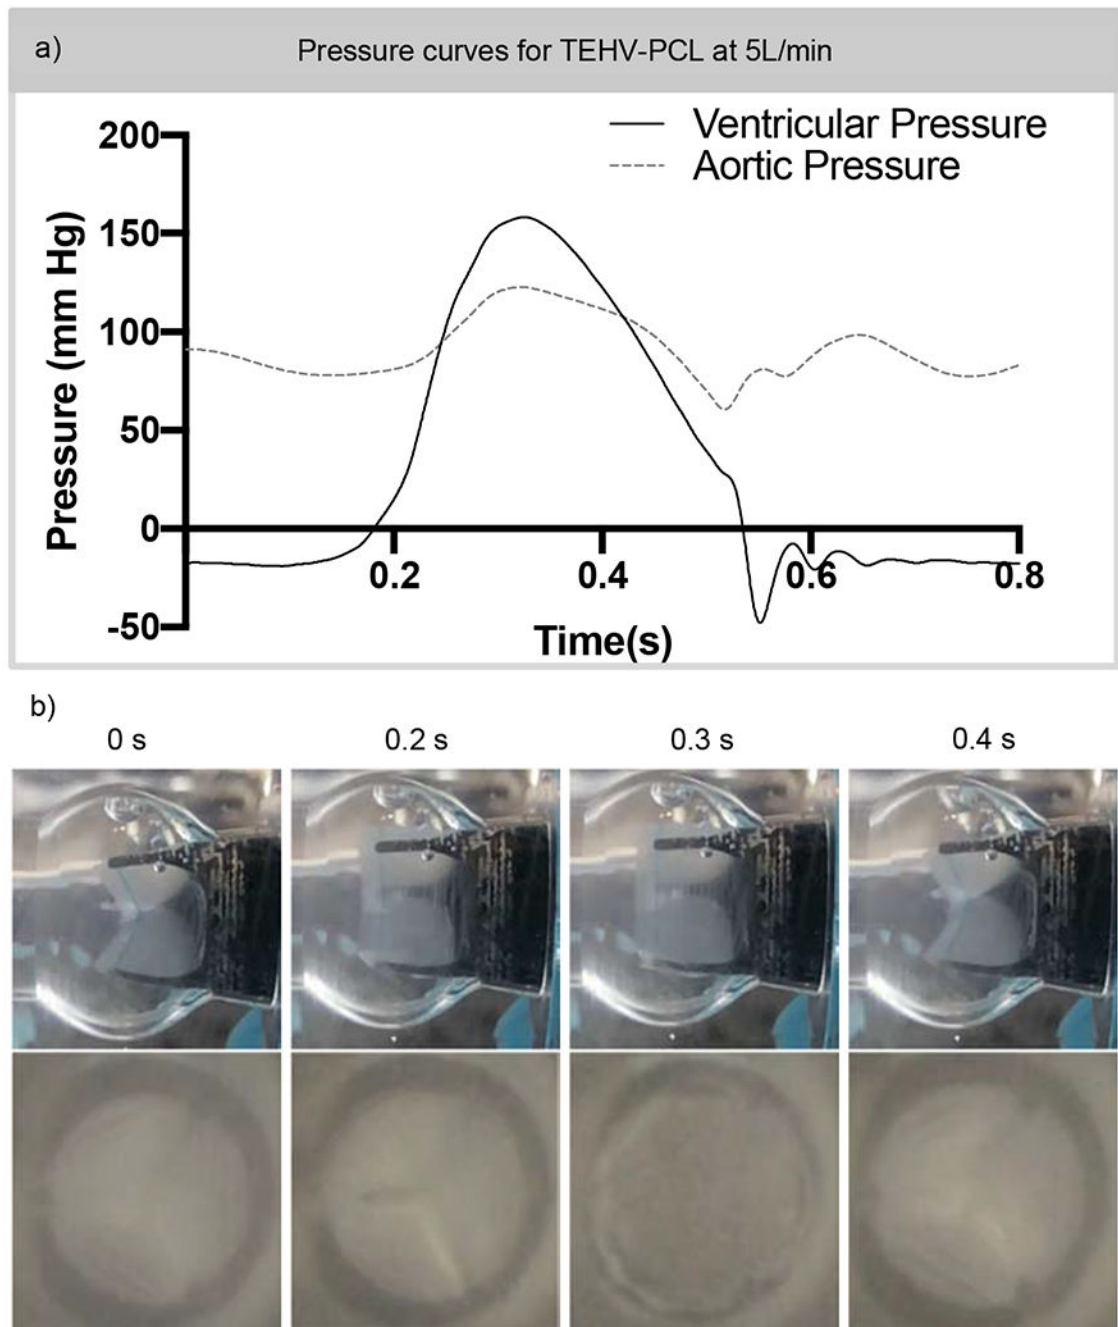 a)
Pressure curves for TEHV-PCL at 5L/min
Ventricular Pressure
Aortic Pressure
Pressure (mm Hg)
200
150
100
50
0
-50
0.2
0.4
0.6
0.8
Time(s)
b)
0 s
0.2 s
0.3 s
0.4 s